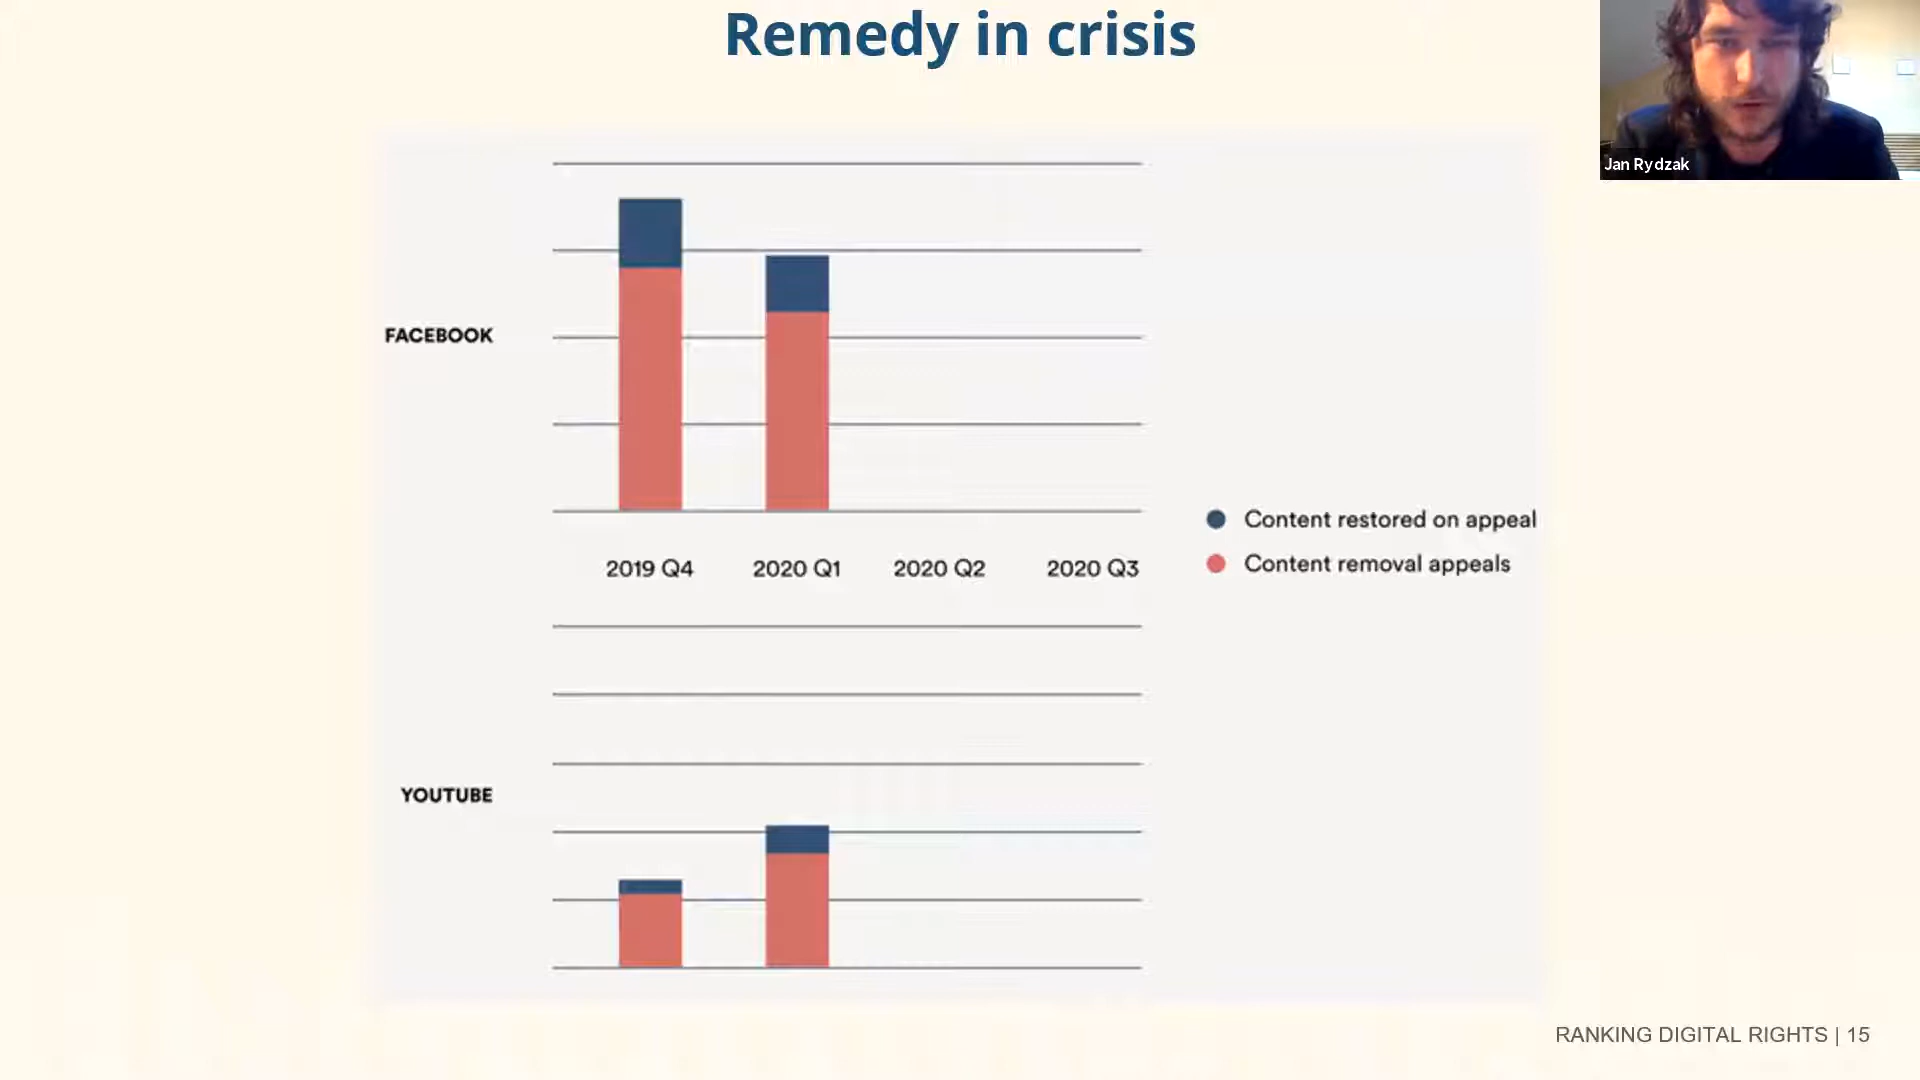 Remedy in crisis
Jan Rydzak
FACEBOOK
Content restored on appeal
Content removal appeals
2019 Q4 2020 Q1 2020 Q2 2020 Q3
YOUTUBE
RANKING DIGITAL RIGHTS | 15